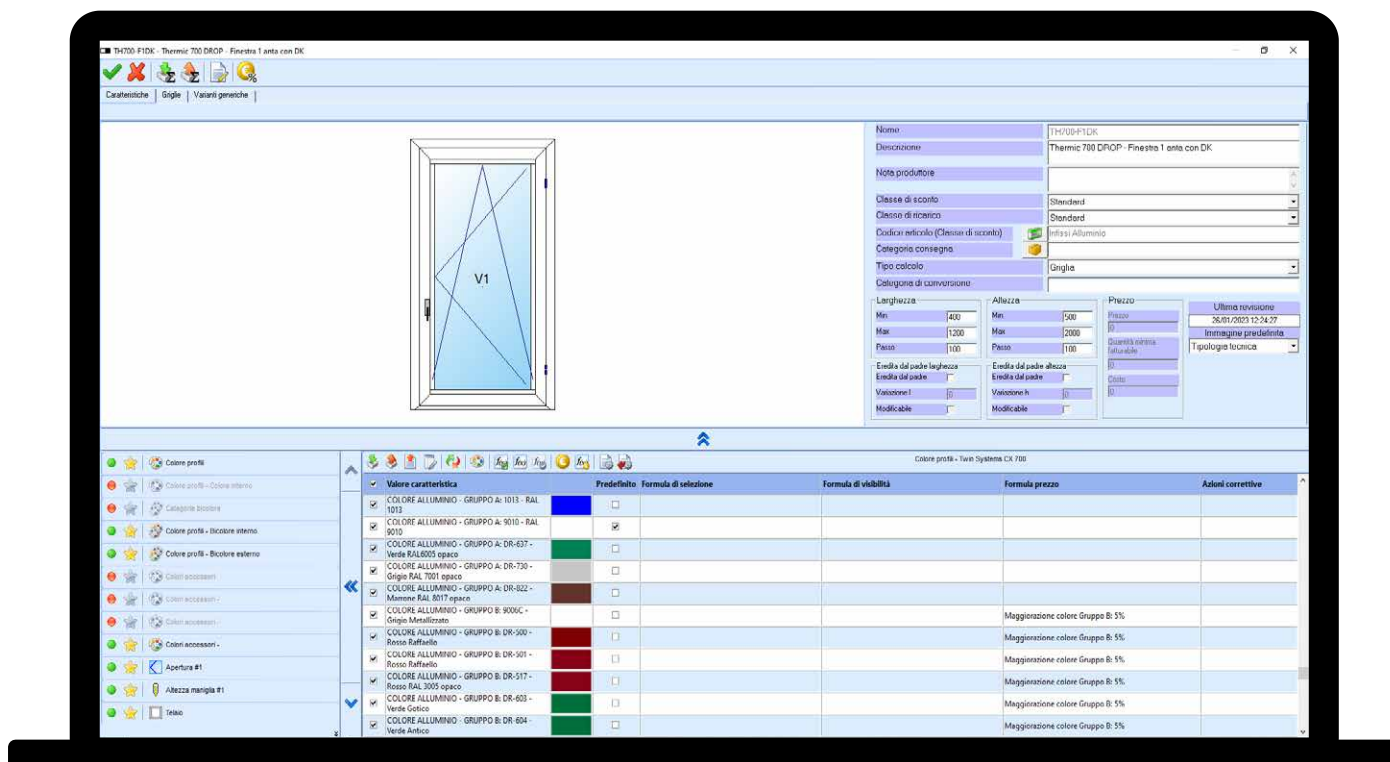 TH700-F1DK - Thermic 700 DROP - Finestra 1 anta con DK
Caratteristiche
Griglie
Varianti generiche
V1
Nome
TH700-F1DK
Descrizione
Thermic 700 DROP - Finestra 1 anta con DK
Nota produttore
Classe di sconto
Standard
Classe di ricarico
Standard
Codice articolo (Classe di sconto)
Infissi Alluminio
Categoria consegna
Tipo calcolo
Griglia
Categoria di conversione
Larghezza
Min
400
Max
1200
Passo
100
Altezza
Min
500
Max
2000
Passo
100
Prezzo
Prezzo
0
Quantità minima fatturabile
0
Costo
0
Ultima revisione
26/01/2023 12:24:27
Immagine predefinita
Tipologia tecnica
Eredita dal padre larghezza
Eredita dal padre
Variazione l
0
Modificabile
Eredita dal padre altezza
Eredita dal padre
Variazione h
0
Modificabile
Colore profili
Colore profili - Colore interno
Categorie bicolore
Colore profili - Bicolore interno
Colore profili - Bicolore esterno
Colori accessori
Colori accessori -
Colori accessori -
Colori accessori -
Apertura #1
Altezza maniglia #1
Telaio
Colore profili - Twin Systems CX 700
Valore caratteristica
Predefinito
Formula di selezione
Formula di visibilità
Formula prezzo
Azioni correttive
COLORE ALLUMINIO - GRUPPO A: 1013 - RAL
1013
COLORE ALLUMINIO - GRUPPO A: 9010 - RAL
9010
COLORE ALLUMINIO - GRUPPO A: DR-637 -
Verde RAL6005 opaco
COLORE ALLUMINIO - GRUPPO A: DR-730 -
Grigio RAL 7001 opaco
COLORE ALLUMINIO - GRUPPO A: DR-822 -
Marrone RAL 8017 opaco
COLORE ALLUMINIO - GRUPPO B: 9006C -
Grigio Metallizzato
Maggiorazione colore Gruppo B: 5%
COLORE ALLUMINIO - GRUPPO B: DR-500 -
Rosso Raffaello
Maggiorazione colore Gruppo B: 5%
COLORE ALLUMINIO - GRUPPO B: DR-501 -
Rosso Raffaello
Maggiorazione colore Gruppo B: 5%
COLORE ALLUMINIO - GRUPPO B: DR-517 -
Rosso RAL 3005 opaco
Maggiorazione colore Gruppo B: 5%
COLORE ALLUMINIO - GRUPPO B: DR-603 -
Verde Gotico
Maggiorazione colore Gruppo B: 5%
COLORE ALLUMINIO - GRUPPO B: DR-604 -
Verde Antico
Maggiorazione colore Gruppo B: 5%